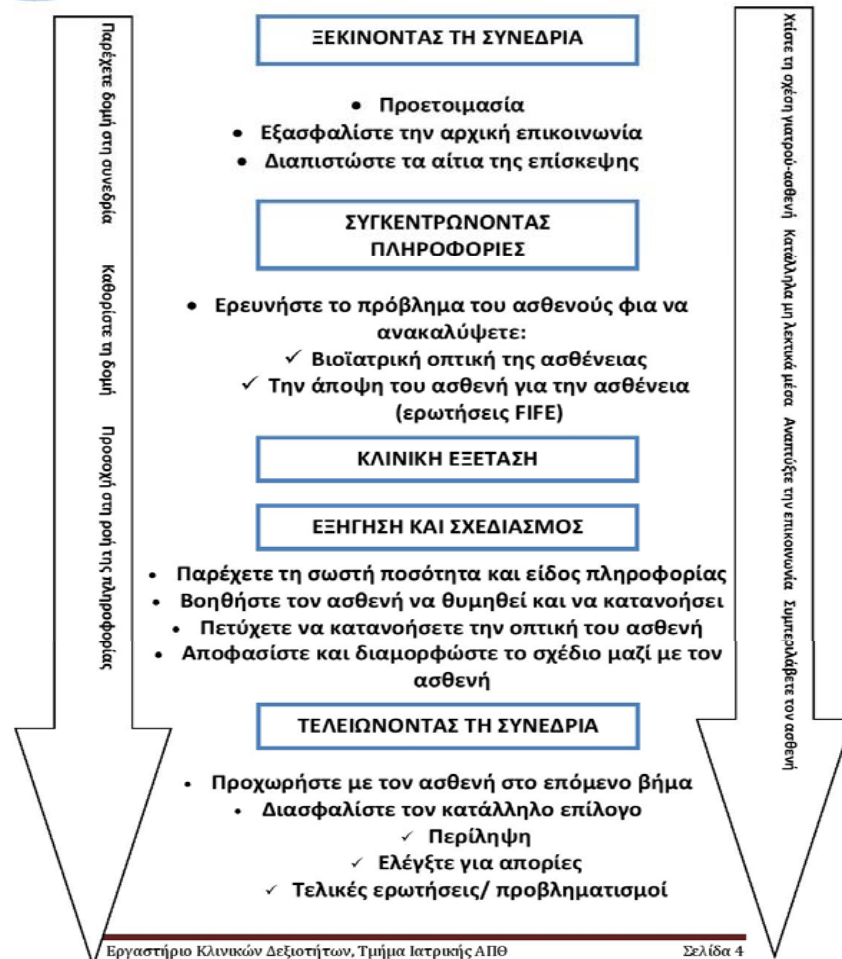 Παρέχετε δομή στη συνεδρία Καθορίστε τη δομή Προσοχή στη ροή της πληροφορίας
ΞΕΚΙΝΟΝΤΑΣ ΤΗ ΣΥΝΕΔΡΙΑ
• Προετοιμασία
• Εξασφαλίστε την αρχική επικοινωνία
• Διαπιστώστε τα αίτια της επίσκεψης
ΣΥΓΚΕΝΤΡΩΝΟΝΤΑΣ
ΠΛΗΡΟΦΟΡΙΕΣ
• Ερευνήστε το πρόβλημα του ασθενούς φια να
ανακαλύψετε:
✓ Βιοϊατρική οπτική της ασθένειας
✓ Την άποψη του ασθενή για την ασθένεια
(ερωτήσεις FIFE)
ΚΛΙΝΙΚΗ ΕΞΕΤΑΣΗ
ΕΞΗΓΗΣΗ ΚΑΙ ΣΧΕΔΙΑΣΜΟΣ
• Παρέχετε τη σωστή ποσότητα και είδος πληροφορίας
• Βοηθήστε τον ασθενή να θυμηθεί και να κατανοήσει
• Πετύχετε να κατανοήσετε την οπτική του ασθενή
• Αποφασίστε και διαμορφώστε το σχέδιο μαζί με τον
ασθενή
ΤΕΛΕΙΩΝΟΝΤΑΣ ΤΗ ΣΥΝΕΔΡΙΑ
• Προχωρήστε με τον ασθενή στο επόμενο βήμα
• Διασφαλίστε τον κατάλληλο επίλογο
✓ Περίληψη
✓ Ελέγξτε για απορίες
✓ Τελικές ερωτήσεις/ προβληματισμοί
Χτίστε τη σχέση γιατρού-ασθενή Κατάλληλα μη λεκτικά μέσα Αναπτύξτε την επικοινωνία Συμπεριλάβετε τον ασθενή
Εργαστήριο Κλινικών Δεξιοτήτων, Τμήμα Ιατρικής ΑΠΘ Σελίδα 4